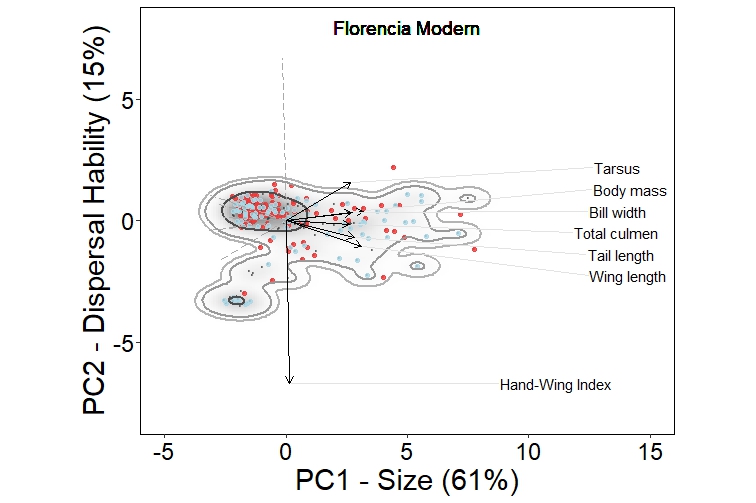 Florencia Modern
PC2 - Dispersal Hability (15%)
5
0
-5
Tarsus
Body mass
Bill width
Total culmen
Tail length
Wing length
Hand-Wing Index
-5
0
5
10
15
PC1 - Size (61%)